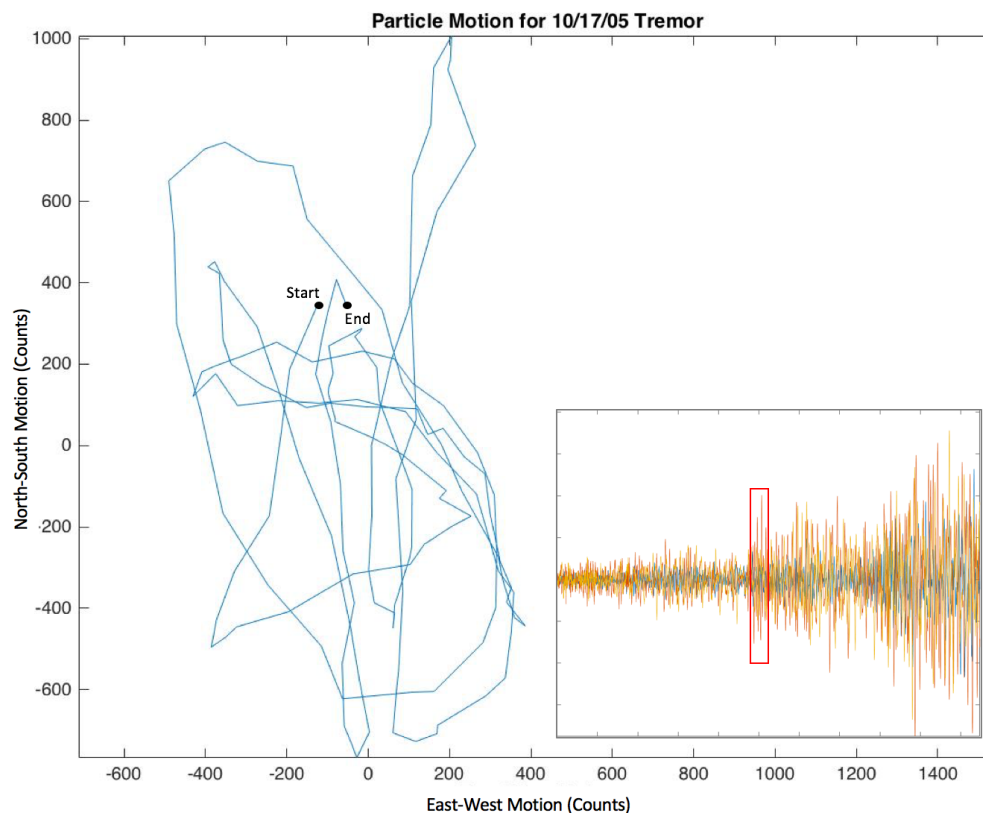 Particle Motion for 10/17/05 Tremor
1000
800
600
400
200
0
-200
-400
-600
North-South Motion (Counts)
Start
End
-600 -400 -200 0 200 400 600 800 1000 1200 1400
East-West Motion (Counts)